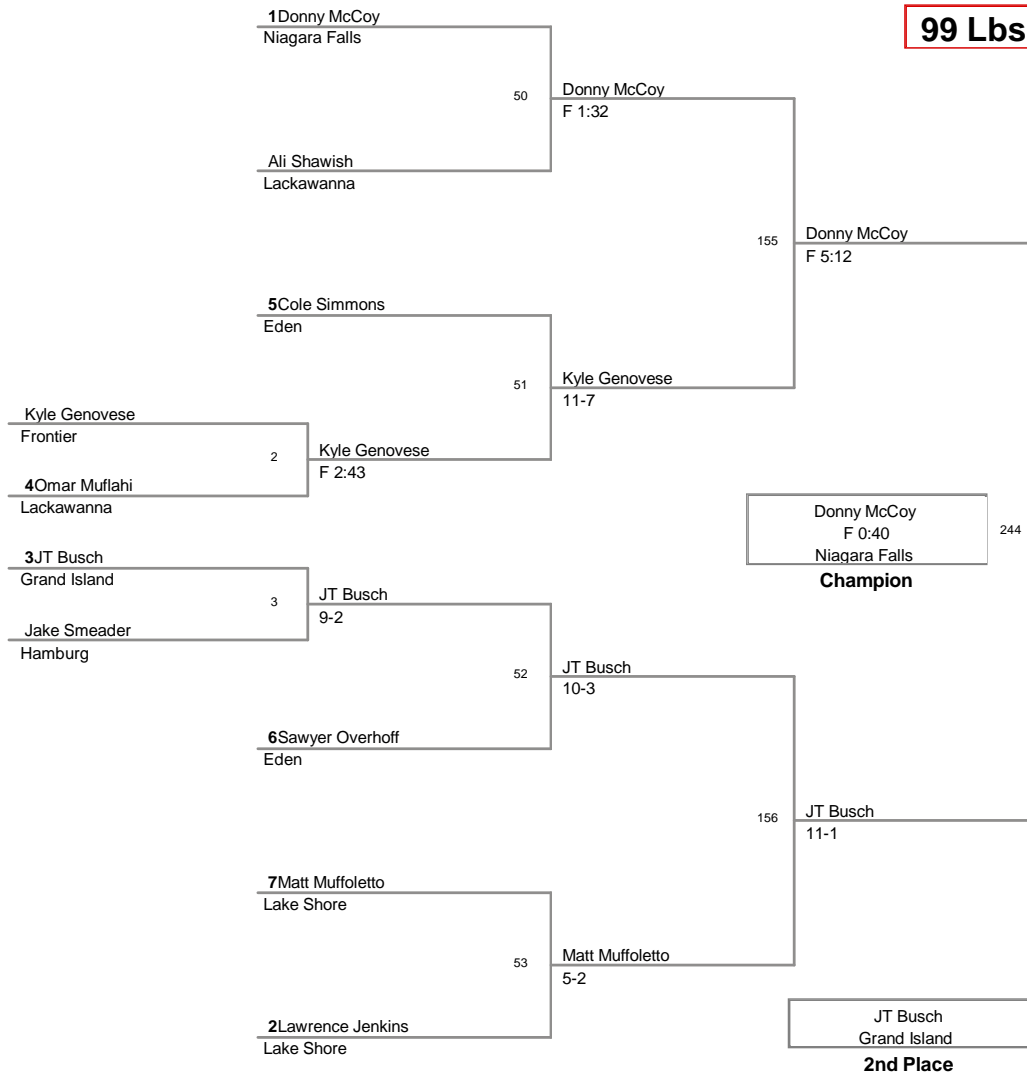 1Donny McCoy
Niagara Falls
99 Lbs
50
Donny McCoy
F 1:32
Ali Shawish
Lackawanna
155
Donny McCoy
F 5:12
5Cole Simmons
Eden
51
Kyle Genovese
11-7
Kyle Genovese
Frontier
2
Kyle Genovese
F 2:43
4Omar Muflahi
Lackawanna
Donny McCoy
F 0:40
Niagara Falls
244
Champion
3JT Busch
Grand Island
3
JT Busch
9-2
Jake Smeader
Hamburg
52
JT Busch
10-3
6Sawyer Overhoff
Eden
156
JT Busch
11-1
7Matt Muffoletto
Lake Shore
53
Matt Muffoletto
5-2
2Lawrence Jenkins
Lake Shore
JT Busch
Grand Island
2nd Place